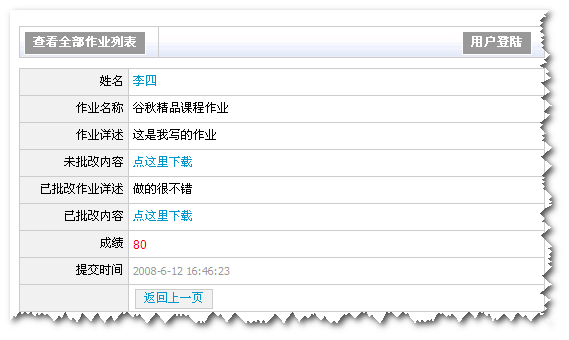 查看全部作业列表 用户登陆
姓名 李四
作业名称 谷秋精品课程作业
作业详述 这是我写的作业
未批改内容 点这里下载
已批改作业详述 做的很不错
已批改内容 点这里下载
成绩 80
提交时间 2008-6-12 16:46:23
返回上一页